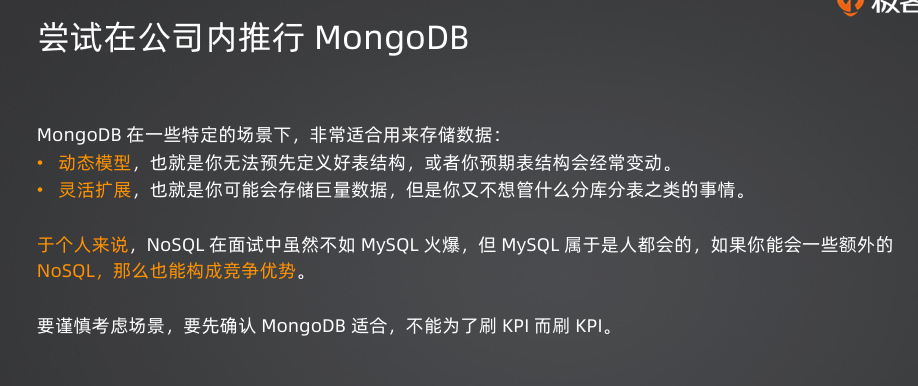 尝试在公司内推行 MongoDB
MongoDB 在一些特定的场景下，非常适合用来存储数据：
• 动态模型，也就是你无法预先定义好表结构，或者你预期表结构会经常变动。
• 灵活扩展，也就是你可能会存储巨量数据，但是你又不想管什么分库分表之类的事情。
于个人来说，NoSQL 在面试中虽然不如 MySQL 火爆，但 MySQL 属于是人都会的，如果你能会一些额外的
NoSQL，那么也能构成竞争优势。
要谨慎考虑场景，要先确认 MongoDB 适合，不能为了刷 KPI 而刷 KPI。